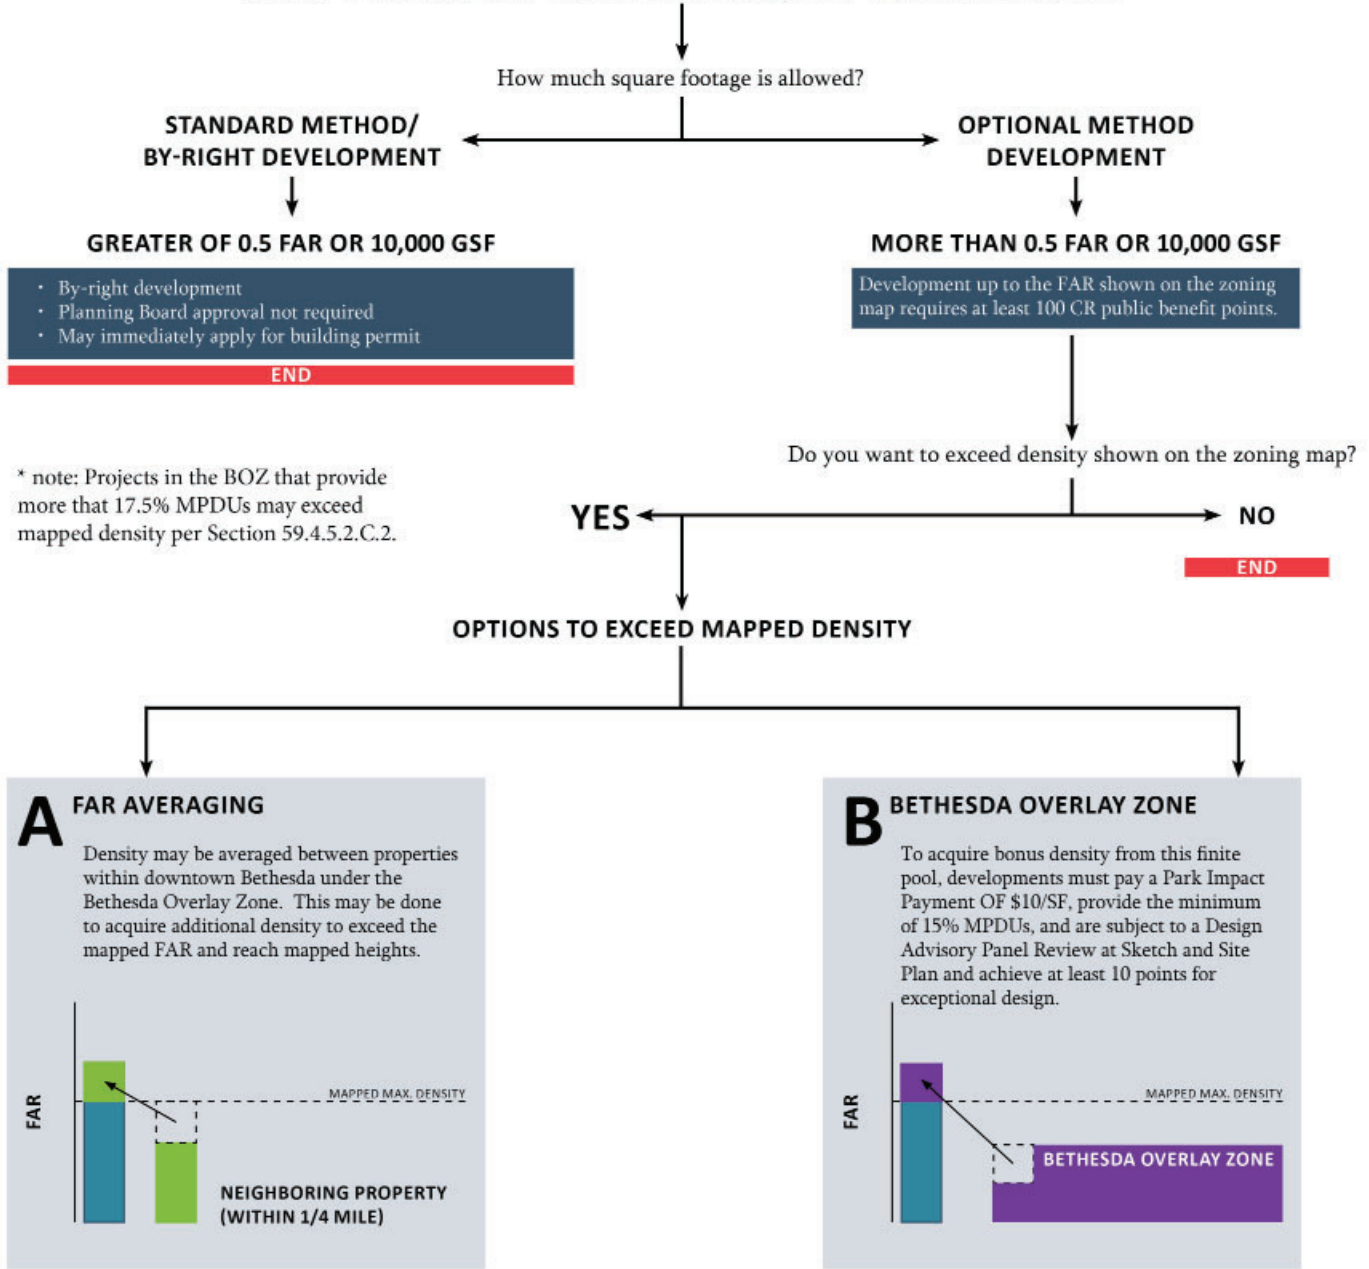 How much square footage is allowed?
STANDARD METHOD/
BY-RIGHT DEVELOPMENT
OPTIONAL METHOD
DEVELOPMENT
GREATER OF 0.5 FAR OR 10,000 GSF
MORE THAN 0.5 FAR OR 10,000 GSF
• By-right development
• Planning Board approval not required
• May immediately apply for building permit
END
Development up to the FAR shown on the zoning
map requires at least 100 CR public benefit points.
Do you want to exceed density shown on the zoning map?
* note: Projects in the BOZ that provide
more that 17.5% MPDUs may exceed
mapped density per Section 59.4.5.2.C.2.
YES
NO
END
OPTIONS TO EXCEED MAPPED DENSITY
A FAR AVERAGING
Density may be averaged between properties
within downtown Bethesda under the
Bethesda Overlay Zone. This may be done
to acquire additional density to exceed the
mapped FAR and reach mapped heights.
FAR
MAPPED MAX. DENSITY
NEIGHBORING PROPERTY
(WITHIN 1/4 MILE)
B BETHESDA OVERLAY ZONE
To acquire bonus density from this finite
pool, developments must pay a Park Impact
Payment OF $10/SF, provide the minimum
of 15% MPDUs, and are subject to a Design
Advisory Panel Review at Sketch and Site
Plan and achieve at least 10 points for
exceptional design.
FAR
MAPPED MAX. DENSITY
BETHESDA OVERLAY ZONE